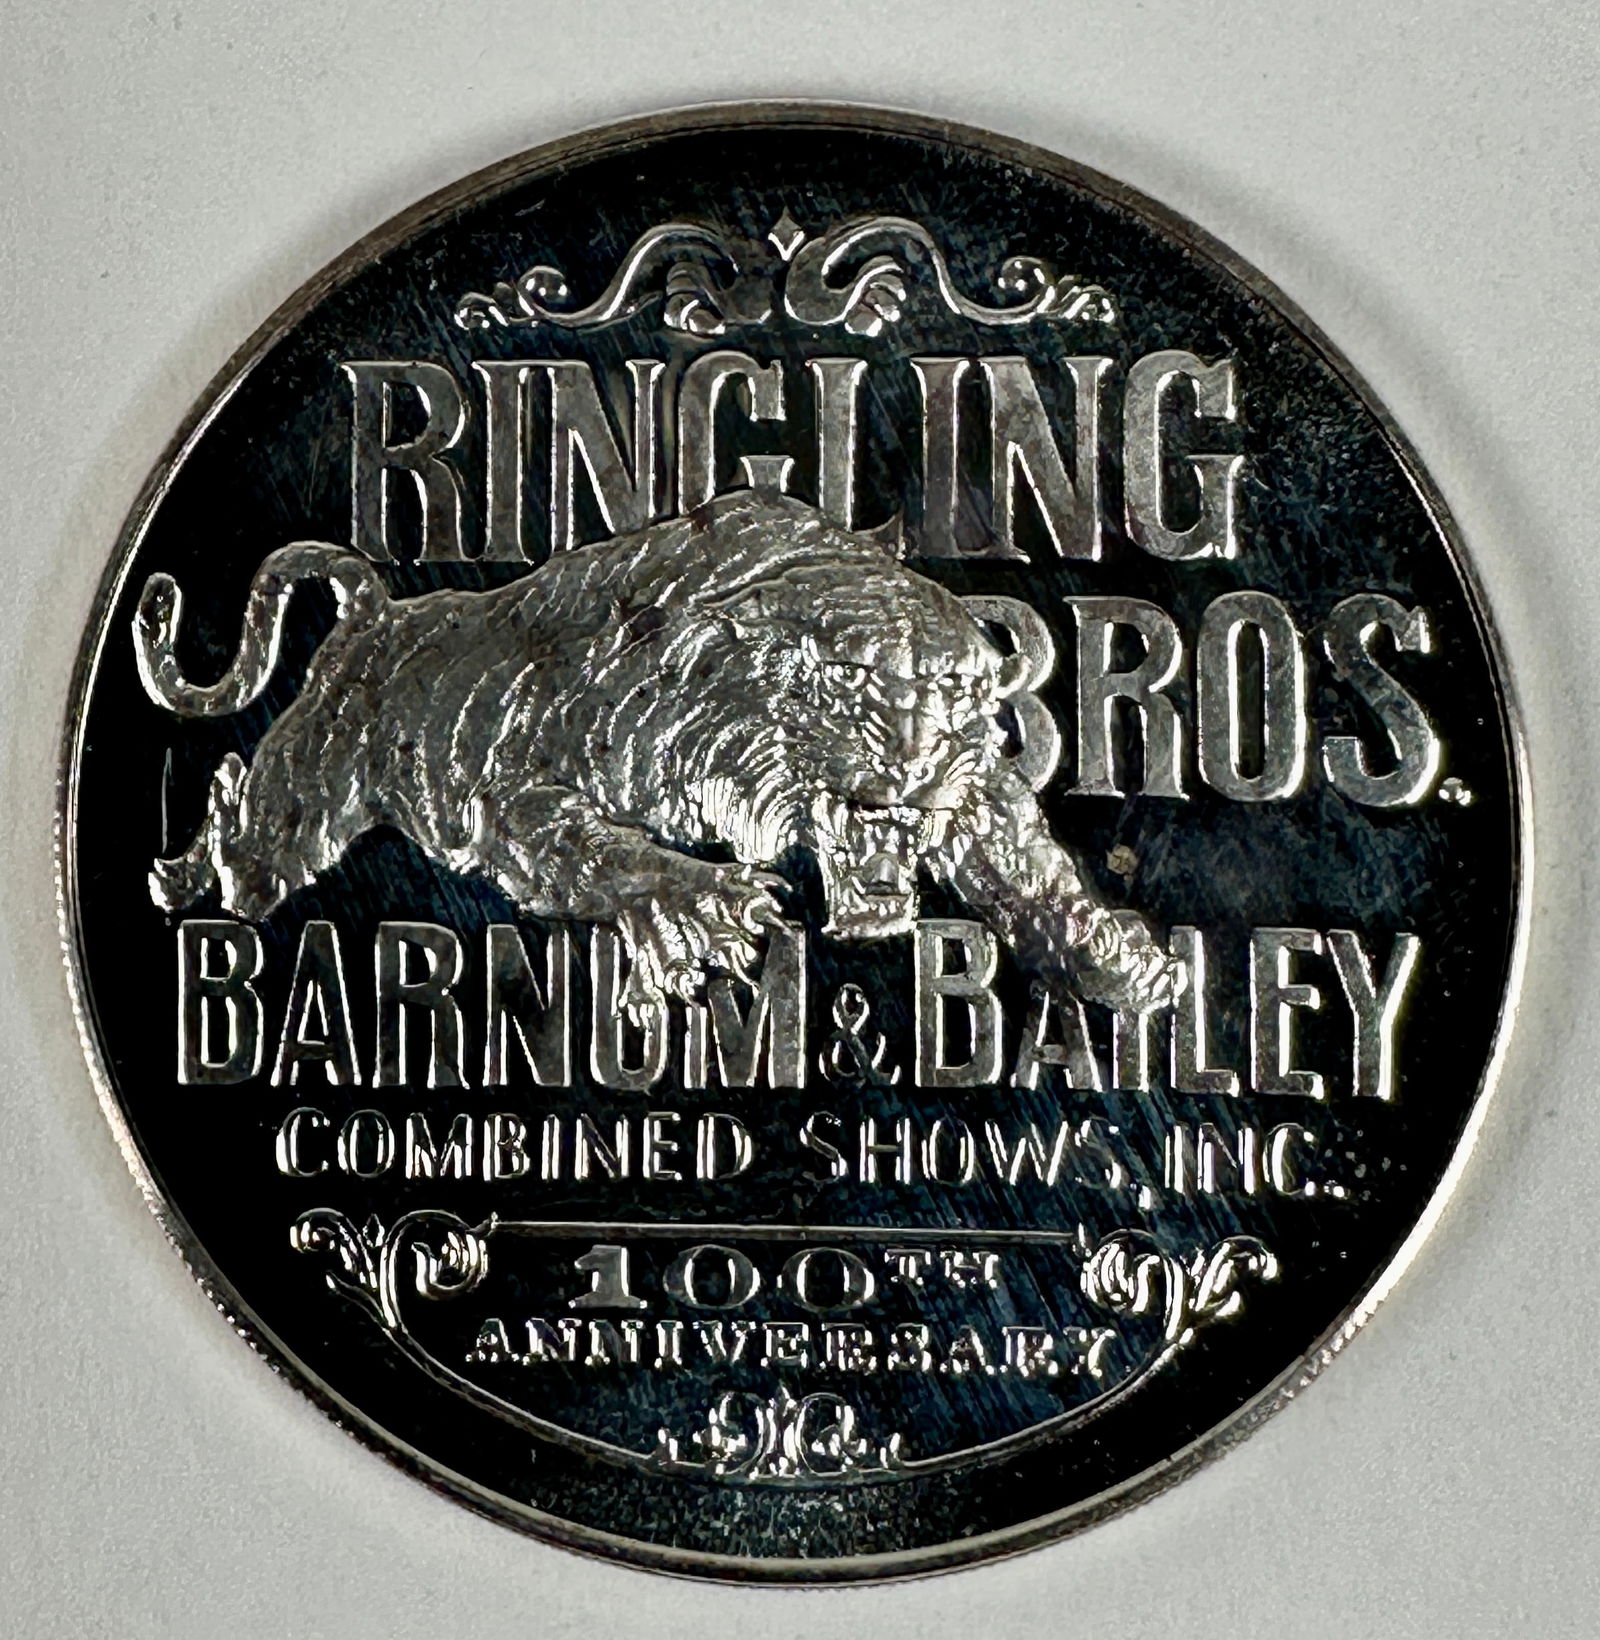 RINGLING
BROS.
BARNUM & BAILEY
COMBINED SHOWS, INC.
100TH
ANNIVERSARY